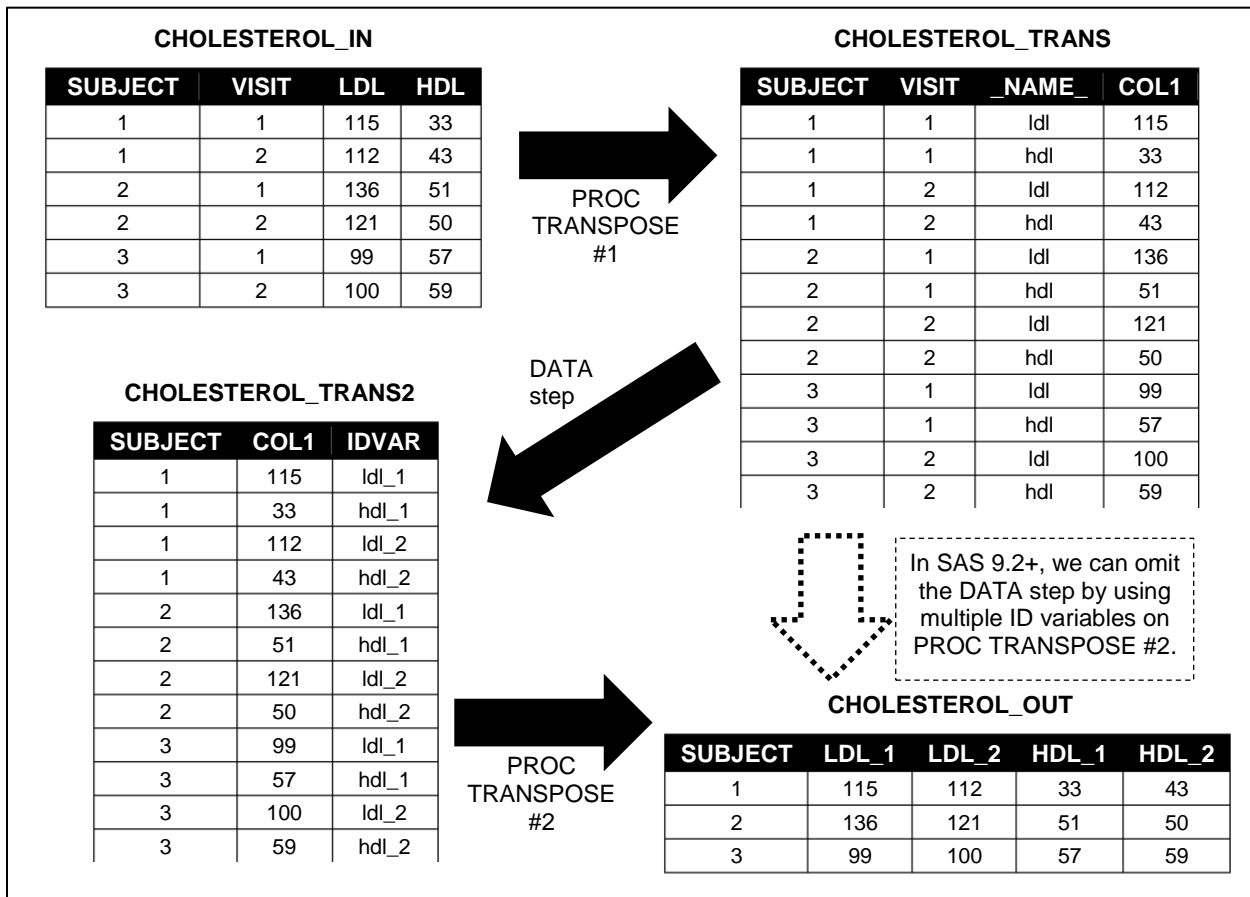 CHOLESTEROL_IN
SUBJECT VISIT LDL HDL
1 1 115 33
1 2 112 43
2 1 136 51
2 2 121 50
3 1 99 57
3 2 100 59
PROC
TRANSPOSE
#1
CHOLESTEROL_TRANS
SUBJECT VISIT _NAME_ COL1
1 1 ldl 115
1 1 hdl 33
1 2 ldl 112
1 2 hdl 43
2 1 ldl 136
2 1 hdl 51
2 2 ldl 121
2 2 hdl 50
3 1 ldl 99
3 1 hdl 57
3 2 ldl 100
3 2 hdl 59
DATA
step
CHOLESTEROL_TRANS2
SUBJECT COL1 IDVAR
1 115 ldl_1
1 33 hdl_1
1 112 ldl_2
1 43 hdl_2
2 136 ldl_1
2 51 hdl_1
2 121 ldl_2
2 50 hdl_2
3 99 ldl_1
3 57 hdl_1
3 100 ldl_2
3 59 hdl_2
In SAS 9.2+, we can omit
the DATA step by using
multiple ID variables on
PROC TRANSPOSE #2.
PROC
TRANSPOSE
#2
CHOLESTEROL_OUT
SUBJECT LDL_1 LDL_2 HDL_1 HDL_2
1 115 112 33 43
2 136 121 51 50
3 99 100 57 59